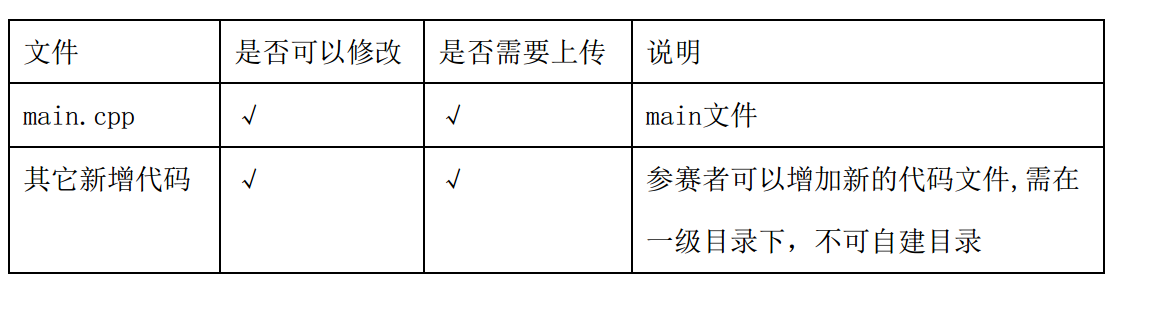 文件 是否可以修改 是否需要上传 说明
main.cpp √ √ main文件
其它新增代码 √ √ 参赛者可以增加新的代码文件,需在
一级目录下，不可自建目录